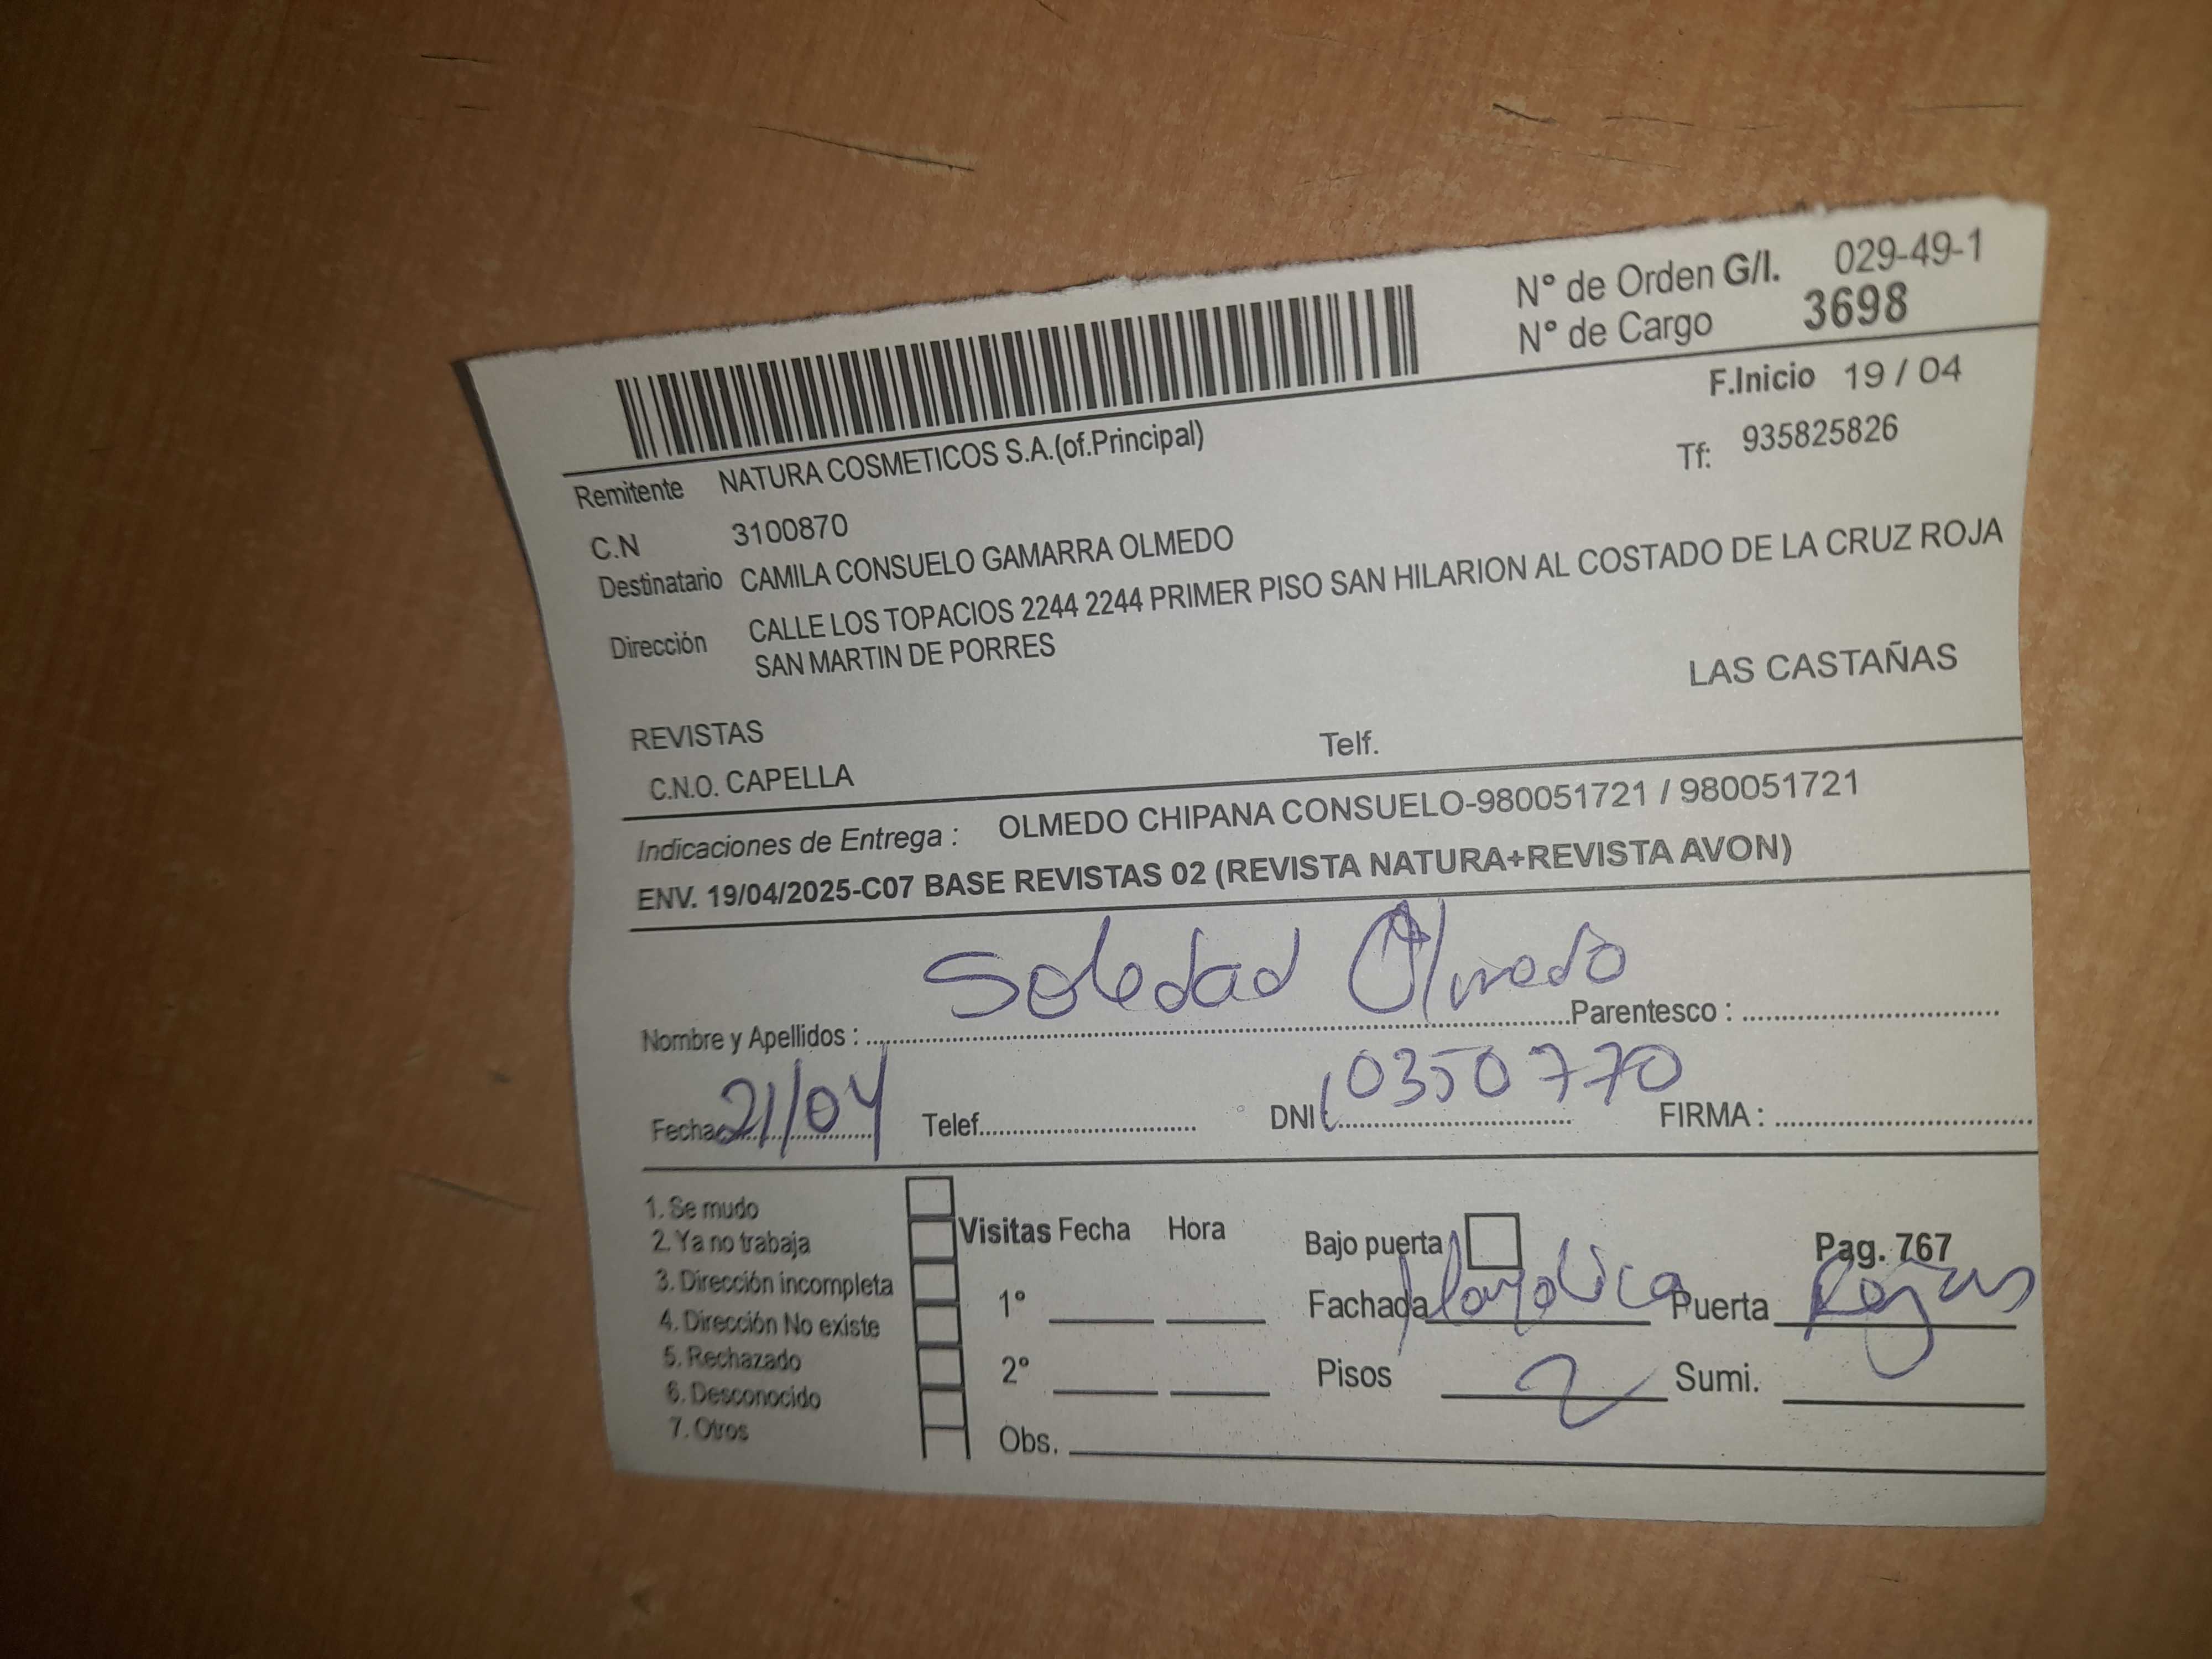 N° de Orden G/I. 029-49-1
N° de Cargo 3698
F.Inicio 19 / 04
Remitente NATURA COSMETICOS S.A.(of.Principal)
Tf: 935825826
C.N 3100870
Destinatario CAMILA CONSUELO GAMARRA OLMEDO
Dirección CALLE LOS TOPACIOS 2244 2244 PRIMER PISO SAN HILARION AL COSTADO DE LA CRUZ ROJA
SAN MARTIN DE PORRES
LAS CASTAÑAS
REVISTAS
C.N.O. CAPELLA Telf.
Indicaciones de Entrega : OLMEDO CHIPANA CONSUELO-980051721 / 980051721
ENV. 19/04/2025-C07 BASE REVISTAS 02 (REVISTA NATURA+REVISTA AVON)
Nombre y Apellidos : Soledad Olmedo Parentesco :
Fecha 21/04 Telef. DNI 10350770 FIRMA :
1. Se mudo
2. Ya no trabaja
3. Dirección incompleta
4. Dirección No existe
5. Rechazado
6. Desconocido
7. Otros
Visitas Fecha Hora
1°
2°
Obs.
Bajo puerta Pag. 767
Fachada Puerta
Pisos 2 Sumi.